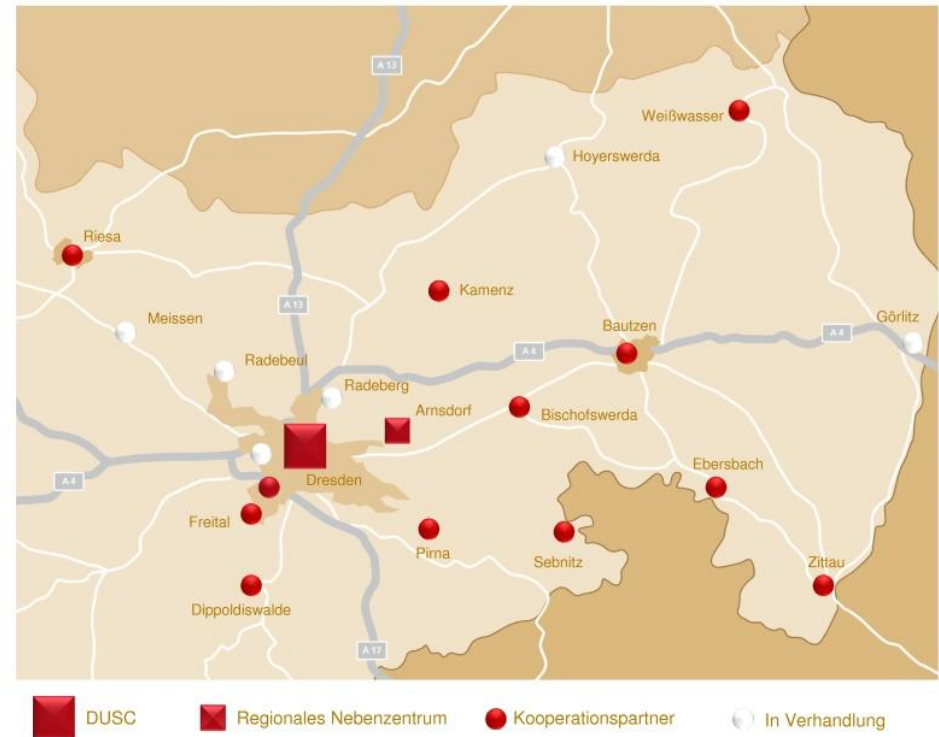 A 13
Weißwasser
Hoyerswerda
Riesa
Kamenz
A 13
Meissen
Bautzen
Görlitz
A 4
A 4
Radebeul
Radeberg
Arnsdorf
Bischofswerda
Ebersbach
A 4
Dresden
Freital
Pirna
Sebnitz
Zittau
Dippoldiswalde
A 17
DUSC
Regionales Nebenzentrum
Kooperationspartner
In Verhandlung